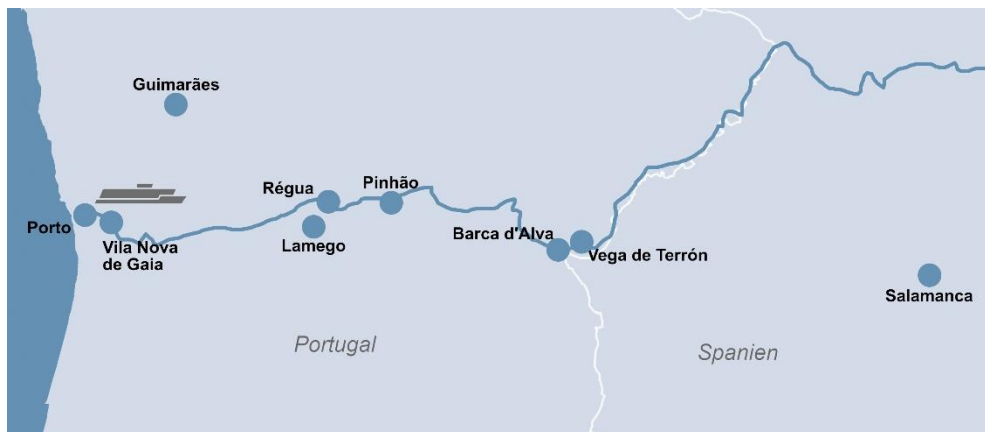 Guimarães
Régua
Pinhão
Porto
Vila Nova
de Gaia
Lamego
Barca d'Alva
Vega de Terrón
Salamanca
Portugal
Spanien